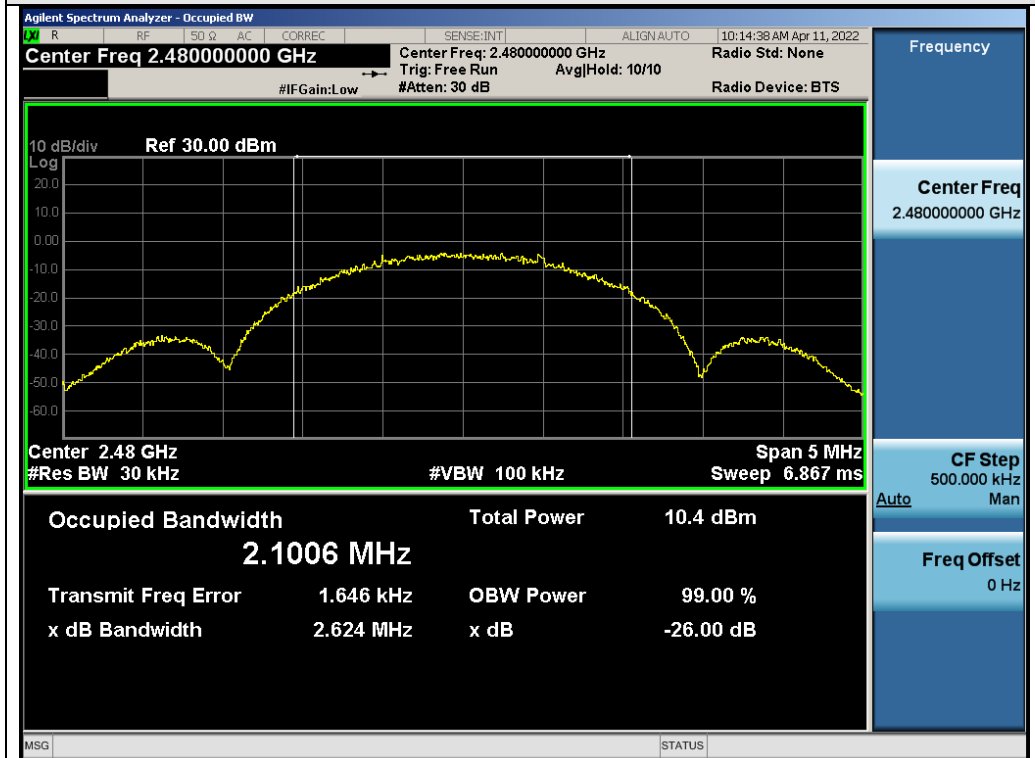 Agilent Spectrum Analyzer - Occupied BW
LXI R RF 50 Ω AC CORREC SENSE:INT ALIGN AUTO 10:14:38 AM Apr 11, 2022
Center Freq 2.480000000 GHz
Center Freq: 2.480000000 GHz
Radio Std: None
Trig: Free Run Avg|Hold: 10/10
#IFGain:Low
#Atten: 30 dB
Radio Device: BTS
10 dB/div Ref 30.00 dBm
Log
20.0
10.0
0.00
-10.0
-20.0
-30.0
-40.0
-50.0
-60.0
Center 2.48 GHz Span 5 MHz
#Res BW 30 kHz #VBW 100 kHz Sweep 6.867 ms
Occupied Bandwidth Total Power 10.4 dBm
2.1006 MHz
Transmit Freq Error 1.646 kHz OBW Power 99.00 %
x dB Bandwidth 2.624 MHz x dB -26.00 dB
MSG STATUS
Frequency
Center Freq
2.480000000 GHz
CF Step
500.000 kHz
Auto Man
Freq Offset
0 Hz